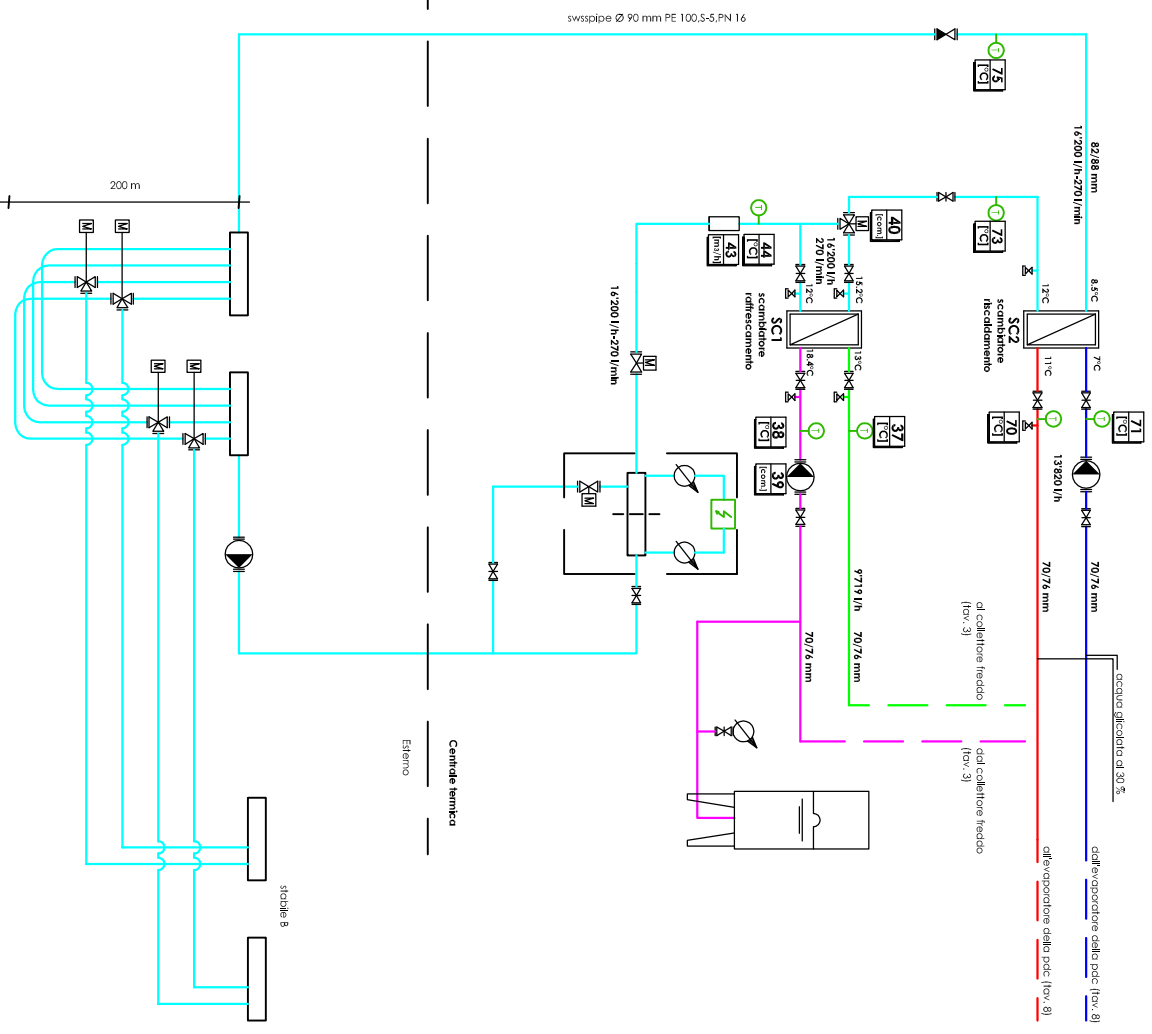 swsspipe Ø 90 mm PE 100,S-5,PN 16
T
75
[°C]
82/88 mm
16'200 l/h-270 l/min
200 m
M
M
T
44
[°C]
43
[m3/h]
M
40
[com.]
T
73
[°C]
16'200 l/h
270 l/min
15.2°C
12°C
12°C
8.5°C
SC1
scambiatore
raffrescamento
SC2
scambiatore
riscaldamento
16'200 l/h-270 l/min
M
18.4°C
13°C
11°C
7°C
M
M
38
[°C]
T
T
37
[°C]
70
[°C]
T
T
71
[°C]
39
[com.]
13'820 l/h
M
9'719 l/h
70/76 mm
70/76 mm
70/76 mm
70/76 mm
al collettore freddo
(tav. 3)
dal collettore freddo
(tav. 3)
acqua glicolata al 30 %
Centrale termica
Esterno
stabile B
all'evaporatore della pdc (tav. 8)
dall'evaporatore della pdc (tav. 8)